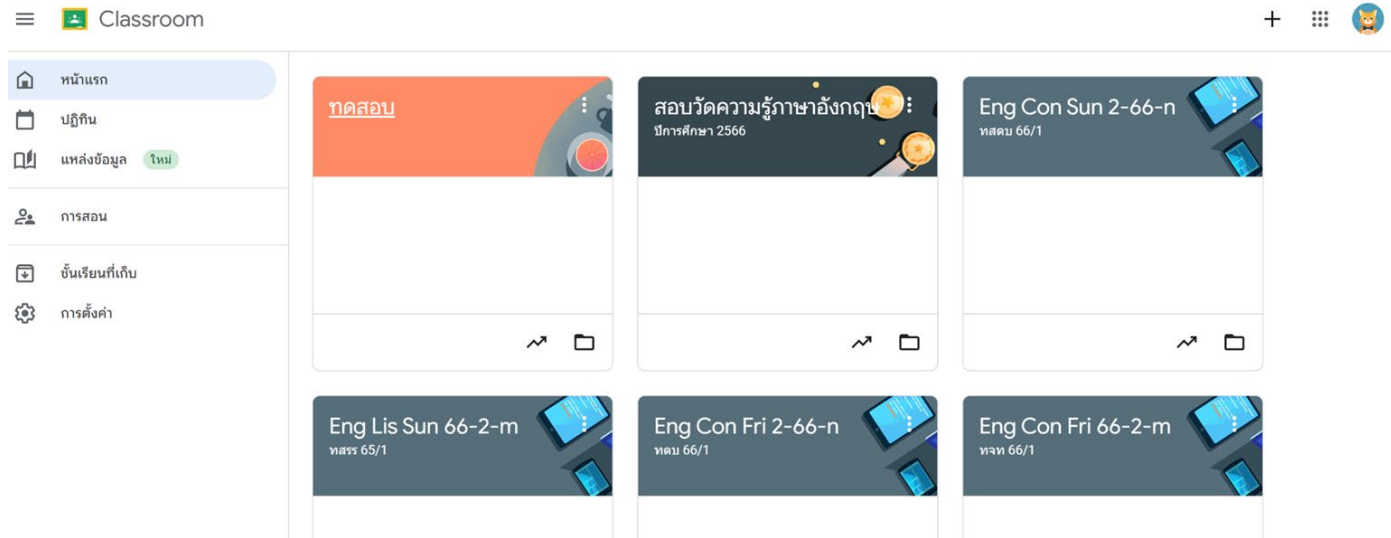 Classroom
หน้าแรก
ปฏิทิน
แหล่งข้อมูล ใหม่
การสอน
ชั้นเรียนที่เก็บ
การตั้งค่า
ทดสอบ
สอบวัดความรู้ภาษาอังกฤษ
ปีการศึกษา 2566
Eng Con Sun 2-66-n
ทสดบ 66/1
Eng Lis Sun 66-2-m
ทสรร 65/1
Eng Con Fri 2-66-n
ทดบ 66/1
Eng Con Fri 66-2-m
ทจท 66/1